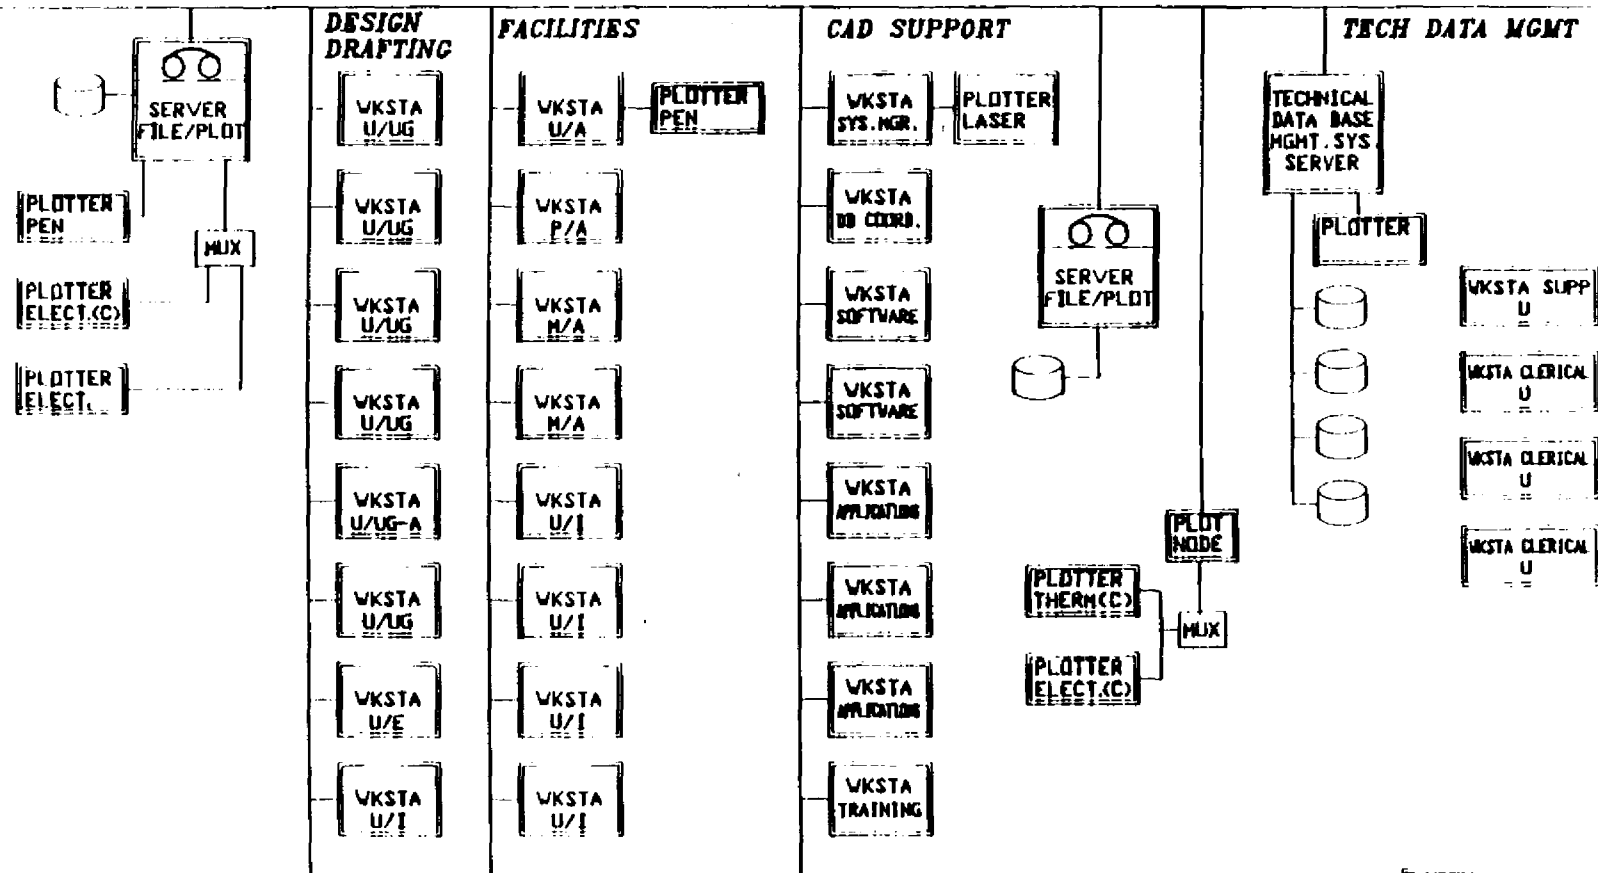 SERVER
FILE/PLOT
PLOTTER
PEN
MUX
PLOTTER
ELECT.(C)
PLOTTER
ELECT.
DESIGN
DRAFTING
WKSTA
U/UG
WKSTA
U/UG
WKSTA
U/UG
WKSTA
U/UG
WKSTA
U/UG-A
WKSTA
U/UG
WKSTA
U/E
WKSTA
U/I
FACILITIES
WKSTA
U/A
PLOTTER
PEN
WKSTA
P/A
WKSTA
M/A
WKSTA
M/A
WKSTA
U/I
WKSTA
U/I
WKSTA
U/I
WKSTA
U/I
CAD SUPPORT
WKSTA
SYS.MGR.
PLOTTER
LASER
WKSTA
DB COORD.
WKSTA
SOFTWARE
WKSTA
SOFTWARE
WKSTA
APPLICATIONS
WKSTA
APPLICATIONS
WKSTA
APPLICATIONS
WKSTA
TRAINING
SERVER
FILE/PLOT
PLOT
NODE
PLOTTER
THERM(C)
MUX
PLOTTER
ELECT.(C)
TECH DATA MGMT
TECHNICAL
DATA BASE
MGMT.SYS.
SERVER
PLOTTER
WKSTA SUPP
U
WKSTA CLERICAL
U
WKSTA CLERICAL
U
WKSTA CLERICAL
U